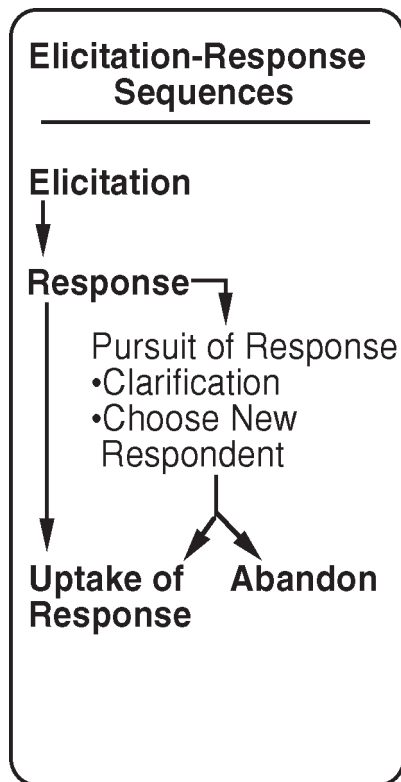 Elicitation-Response
Sequences
Elicitation
Response
Pursuit of Response
•Clarification
•Choose New
Respondent
Uptake of
Response
Abandon